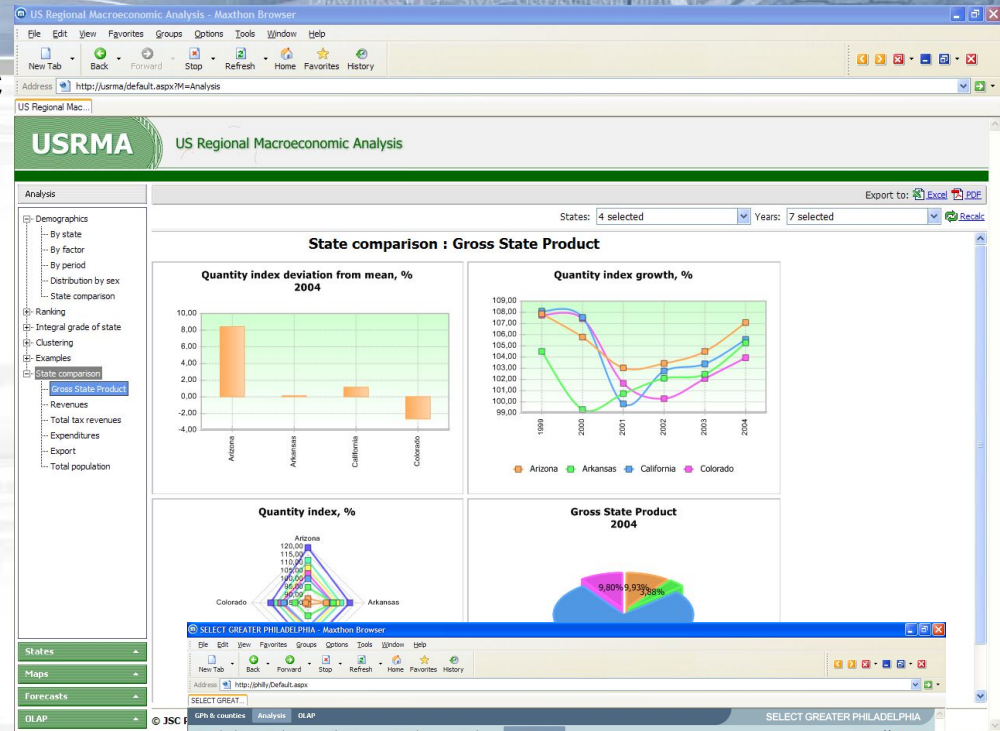 US Regional Macroeconomic Analysis - Maxthon Browser
File Edit View Favorites Groups Options Tools Window Help
New Tab Back Forward Stop Refresh Home Favorites History
Address http://usrma/default.aspx?M=Analysis
US Regional Mac...
USRMA US Regional Macroeconomic Analysis
Analysis
Export to: Excel PDF
States: 4 selected Years: 7 selected Recalc
Demographics
By state
By factor
By period
Distribution by sex
State comparison
Ranking
Integral grade of state
Clustering
Examples
State comparison
Gross State Product
Revenues
Total tax revenues
Expenditures
Export
Total population
States
Maps
Forecasts
OLAP
State comparison : Gross State Product
Quantity index deviation from mean, %
2004
10,00
8,00
6,00
4,00
2,00
0,00
-2,00
-4,00
Arizona Arkansas California Colorado
Quantity index growth, %
109,00
108,00
107,00
106,00
105,00
104,00
103,00
102,00
101,00
100,00
99,00
1999 2000 2001 2002 2003 2004
Arizona Arkansas California Colorado
Quantity index, %
Arizona
120,00
115,00
110,00
105,00
100,00
95,00
90,00
Colorado Arkansas
Gross State Product
2004
9,80% 9,93% 3,88%
© JSC
SELECT GREATER PHILADELPHIA - Maxthon Browser
File Edit View Favorites Groups Options Tools Window Help
New Tab Back Forward Stop Refresh Home Favorites History
Address http://philly/Default.aspx
SELECT GREAT...
GPh & counties Analysis OLAP SELECT GREATER PHILADELPHIA